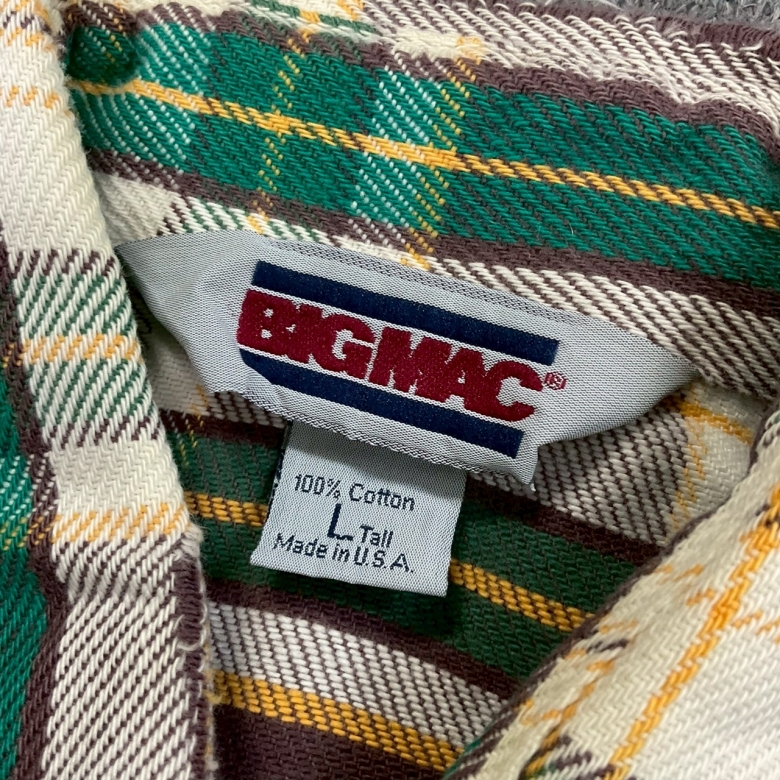 BIG MAC®
100% Cotton
L Tall
Made in U.S.A.